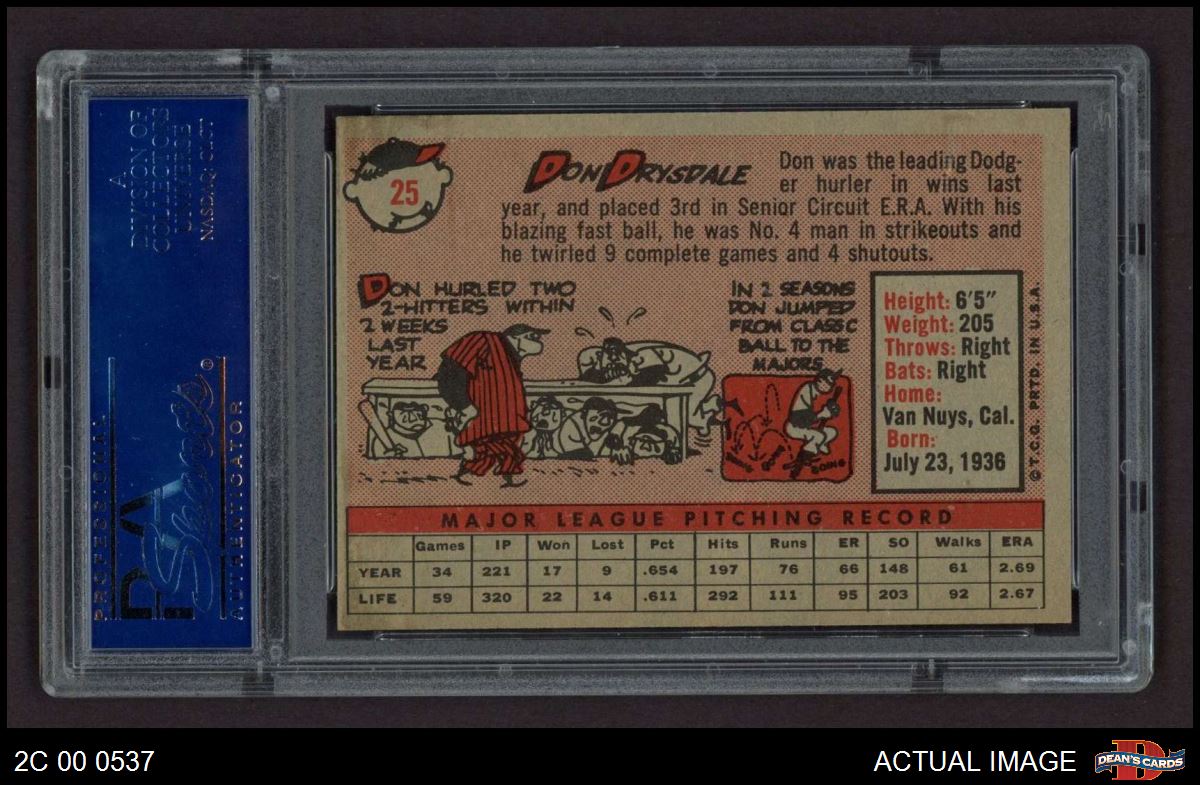 A
DIVISION OF
COLLECTORS
UNIVERSE
NASDAQ: CLCT
PROFESSIONAL
PSA
Sports
®
AUTHENTICATOR
25
DON DRYSDALE
Don was the leading Dodg-
er hurler in wins last
year, and placed 3rd in Senior Circuit E.R.A. With his
blazing fast ball, he was No. 4 man in strikeouts and
he twirled 9 complete games and 4 shutouts.
DON HURLED TWO
2-HITTERS WITHIN
2 WEEKS
LAST
YEAR
IN 2 SEASONS
DON JUMPED
FROM CLASS C
BALL TO THE
MAJORS
GOING
Height: 6'5"
Weight: 205
Throws: Right
Bats: Right
Home:
Van Nuys, Cal.
Born:
July 23, 1936
©T.C.G. PRTD. IN U.S.A.
MAJOR LEAGUE PITCHING RECORD
Games IP Won Lost Pct Hits Runs ER SO Walks ERA
YEAR 34 221 17 9 .654 197 76 66 148 61 2.69
LIFE 59 320 22 14 .611 292 111 95 203 92 2.67
2C 00 0537
ACTUAL IMAGE
DEAN'S CARDS